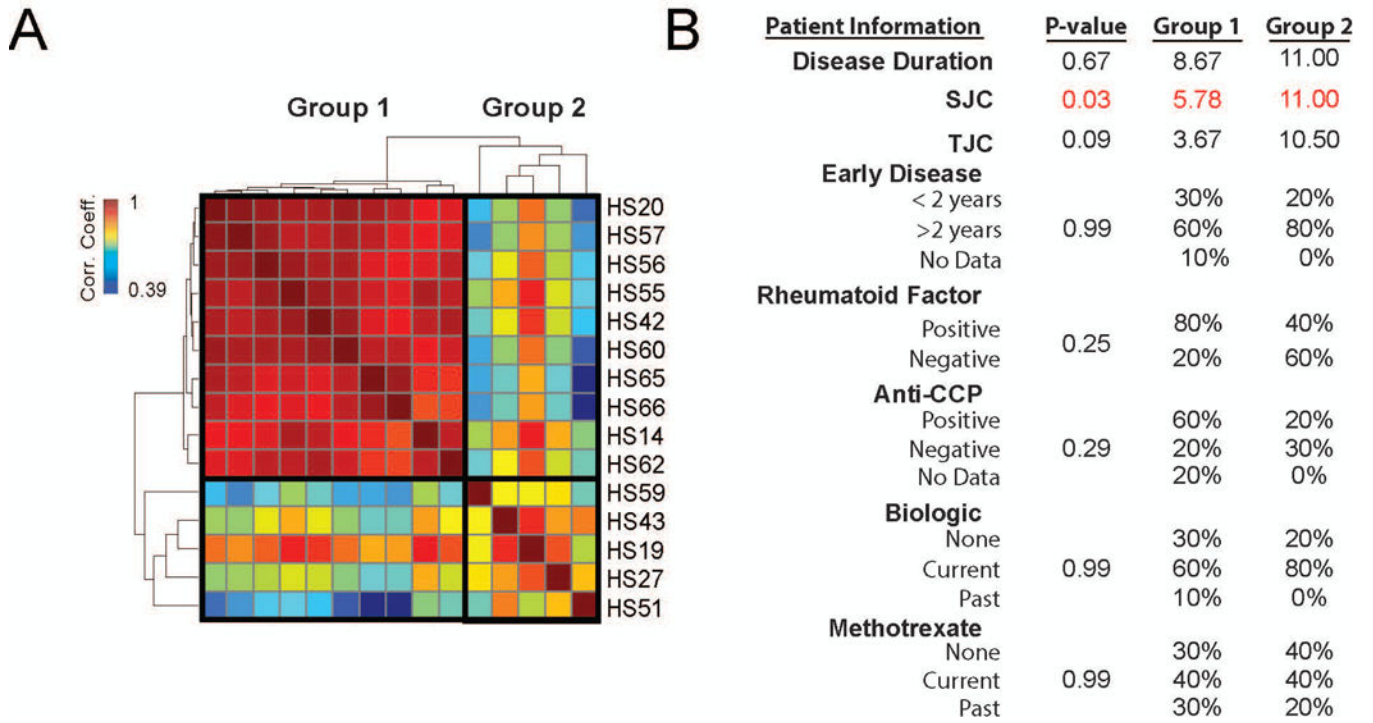 A
Group 1 Group 2
Corr. Coeff.
1
0.39
HS20
HS57
HS56
HS55
HS42
HS60
HS65
HS66
HS14
HS62
HS59
HS43
HS19
HS27
HS51
B
Patient Information P-value Group 1 Group 2
Disease Duration 0.67 8.67 11.00
SJC 0.03 5.78 11.00
TJC 0.09 3.67 10.50
Early Disease
< 2 years 30% 20%
>2 years 0.99 60% 80%
No Data 10% 0%
Rheumatoid Factor
Positive 80% 40%
0.25
Negative 20% 60%
Anti-CCP
Positive 60% 20%
Negative 0.29 20% 30%
No Data 20% 0%
Biologic
None 30% 20%
Current 0.99 60% 80%
Past 10% 0%
Methotrexate
None 30% 40%
Current 0.99 40% 40%
Past 30% 20%